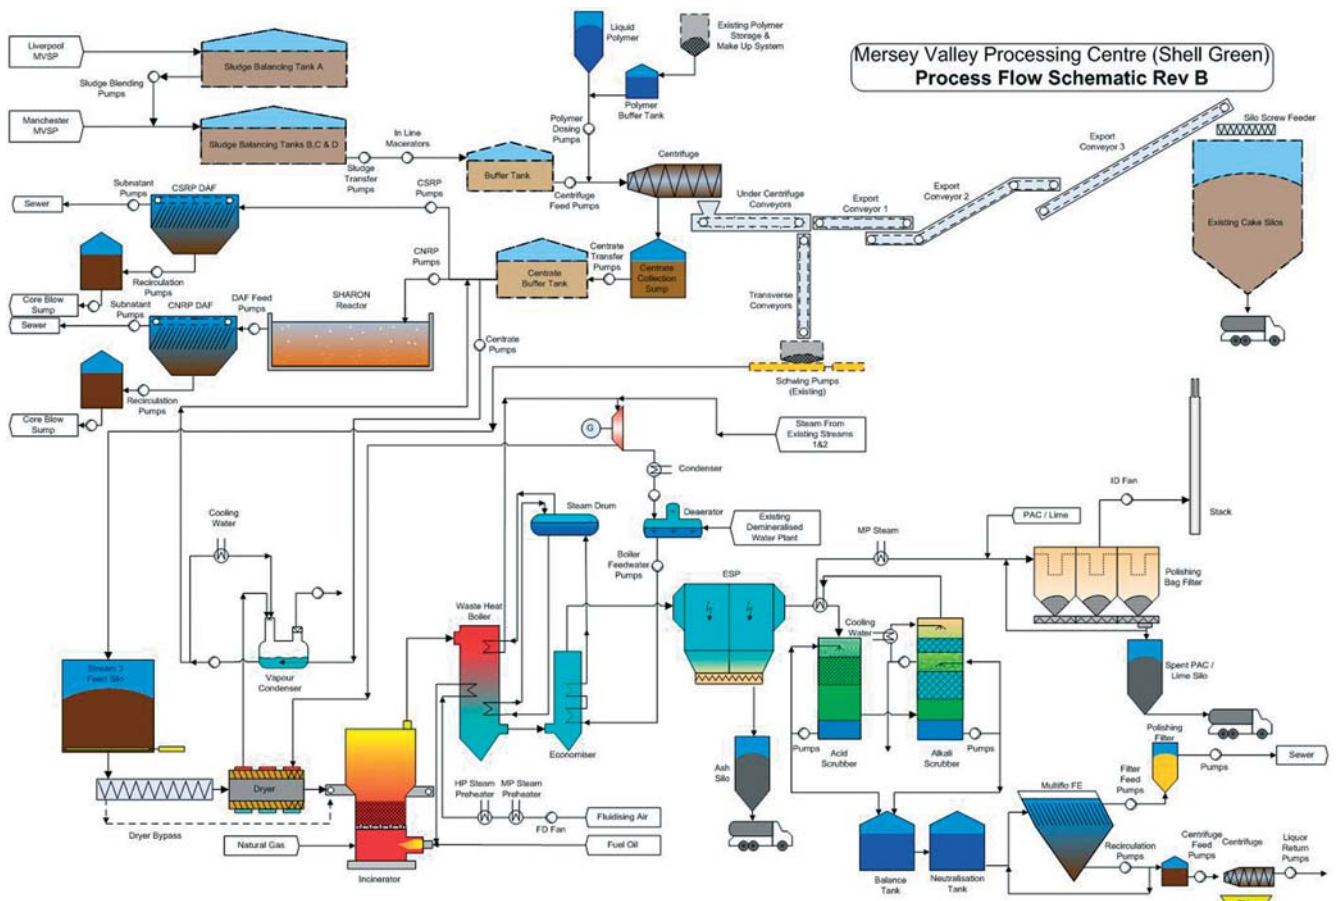 Mersey Valley Processing Centre (Shell Green)
Process Flow Schematic Rev B
Liverpool
MVSP
Sludge Balancing Tank A
Sludge Blending
Pumps
Manchester
MVSP
Sludge Balancing Tanks B,C & D
In Line
Macerators
Sludge
Transfer
Pumps
Buffer Tank
Liquid
Polymer
Existing Polymer
Storage &
Make Up System
Polymer
Buffer Tank
Polymer
Dosing
Pumps
Centrifuge
Feed Pumps
Centrifuge
Under Centrifuge
Conveyors
Export
Conveyor 1
Export
Conveyor 2
Export
Conveyor 3
Silo Screw Feeder
Existing Cake Silos
Subnatant
Pumps
CSRP DAF
CSRP
Pumps
Sewer
Recirculation
Pumps
Core Blow
Sump
CNRP
Pumps
Centrate
Buffer Tank
Centrate
Transfer
Pumps
Centrate
Collection
Sump
Transverse
Conveyors
Subnatant
Pumps
CNRP DAF
DAF Feed
Pumps
SHARON
Reactor
Sewer
Centrate
Pumps
Recirculation
Pumps
Core Blow
Sump
Schwing Pumps
(Existing)
G
Steam From
Existing Streams
1&2
Condenser
Steam Drum
Deaerator
Existing
Demineralised
Water Plant
Boiler
Feedwater
Pumps
Cooling
Water
Vapour
Condenser
Waste Heat
Boiler
Economiser
ESP
MP Steam
PAC / Lime
ID Fan
Stack
Polishing
Bag Filter
Spent PAC /
Lime Silo
Cooling
Water
Pumps
Acid
Scrubber
Alkali
Scrubber
Pumps
Ash
Silo
Stream 3
Feed Silo
Dryer
Dryer Bypass
HP Steam
Preheater
MP Steam
Preheater
FD Fan
Fluidising Air
Natural Gas
Fuel Oil
Incinerator
Balance
Tank
Neutralisation
Tank
Multiflo FE
Polishing
Filter
Filter
Feed
Pumps
Pumps
Sewer
Recirculation
Pumps
Centrifuge
Feed
Pumps
Centrifuge
Liquor
Return
Pumps